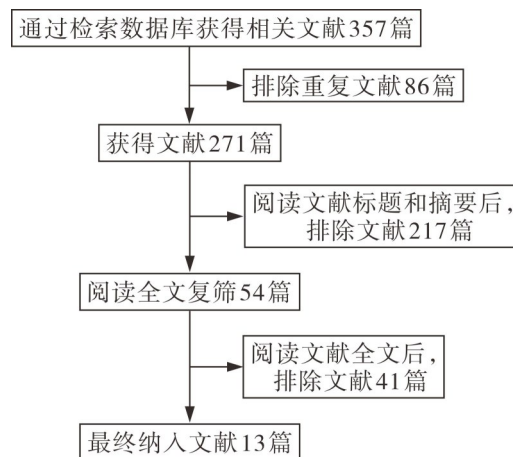 通过检索数据库获得相关文献357篇
排除重复文献86篇
获得文献271篇
阅读文献标题和摘要后，
排除文献217篇
阅读全文复筛54篇
阅读文献全文后，
排除文献41篇
最终纳入文献13篇